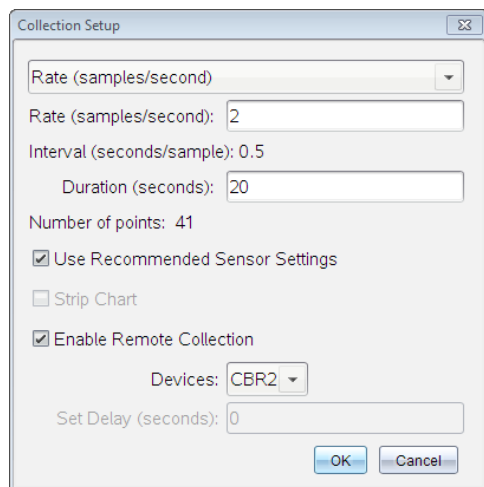 Collection Setup
Rate (samples/second)
Rate (samples/second): 2
Interval (seconds/sample): 0.5
Duration (seconds): 20
Number of points: 41
Use Recommended Sensor Settings
Strip Chart
Enable Remote Collection
Devices: CBR2
Set Delay (seconds): 0
OK Cancel